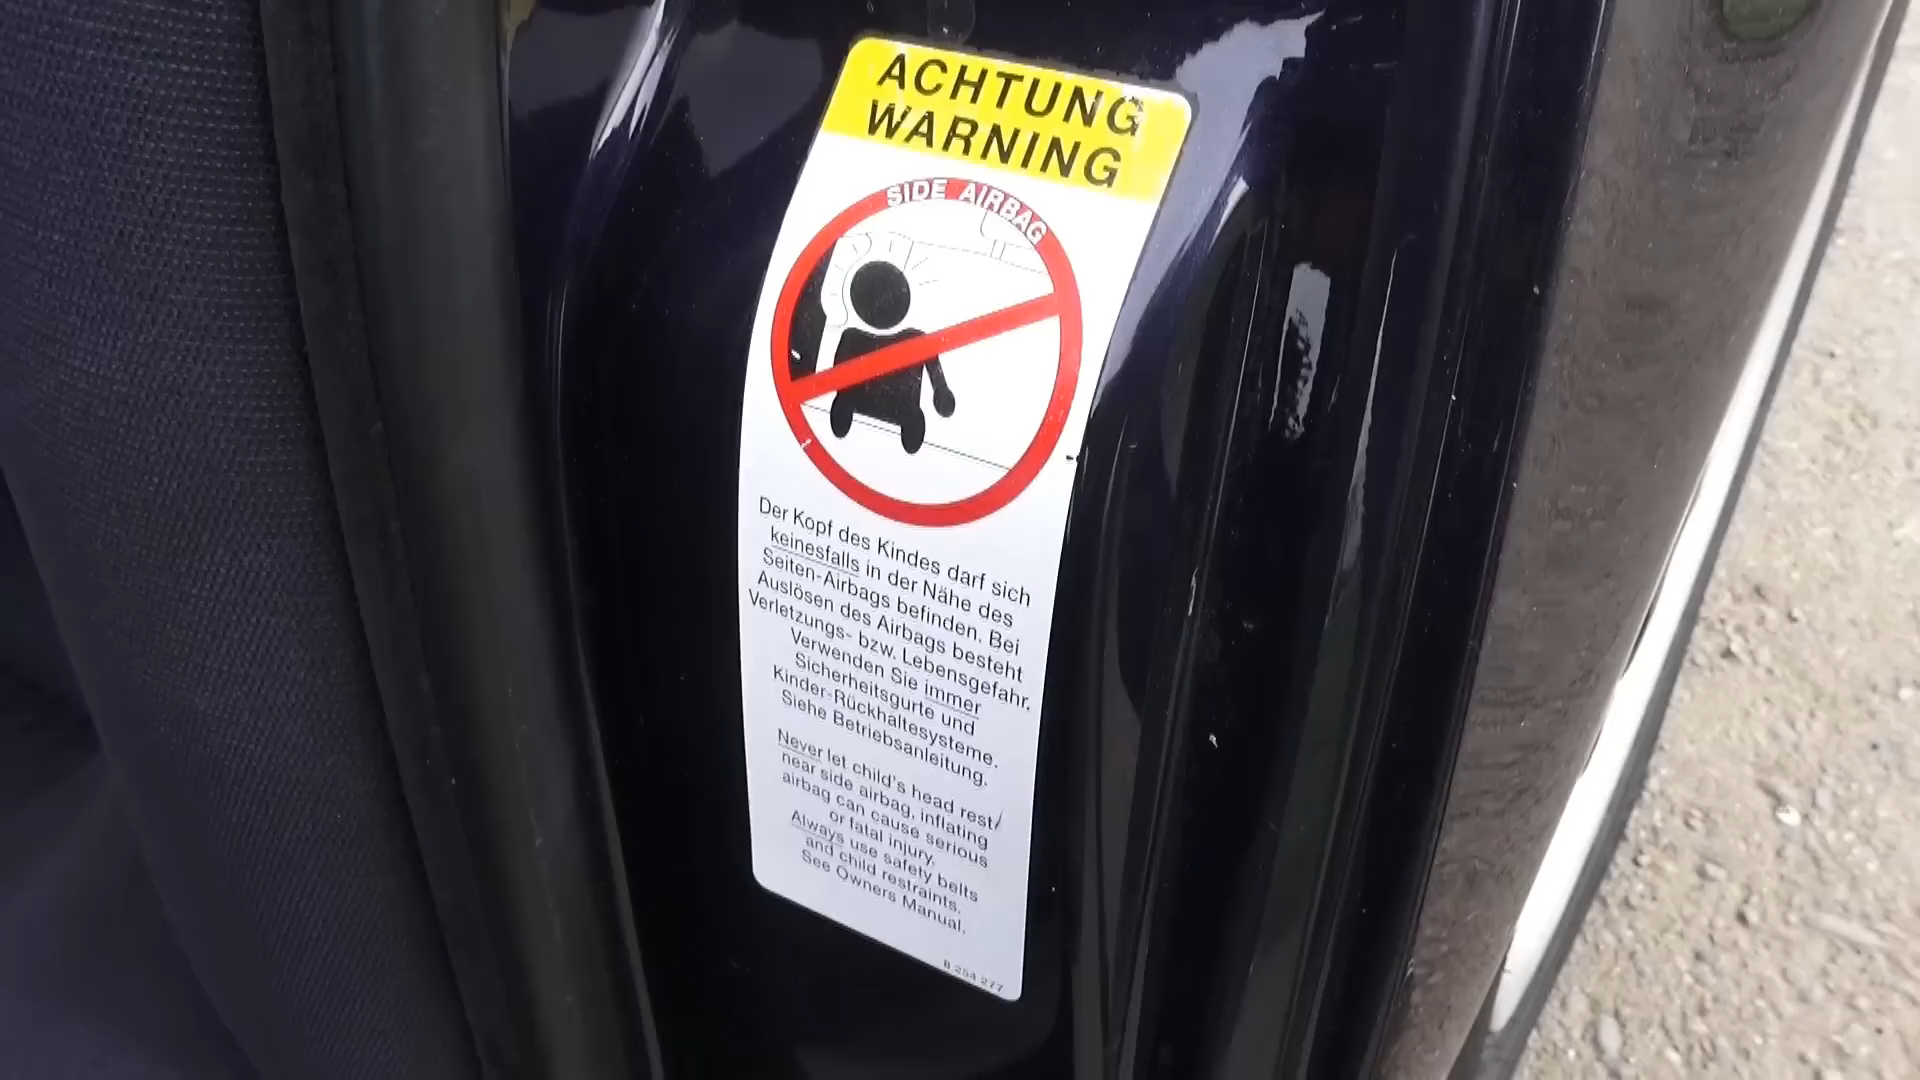 ACHTUNG
WARNING
SIDE AIRBAG
Der Kopf des Kindes darf sich
keinesfalls in der Nähe des
Seiten-Airbags befinden. Bei
Auslösen des Airbags besteht
Verletzungs- bzw. Lebensgefahr.
Verwenden Sie immer
Sicherheitsgurte und
Kinder-Rückhaltesysteme.
Siehe Betriebsanleitung.
Never let child's head rest
near side airbag, inflating
airbag can cause serious
or fatal injury.
Always use safety belts
and child restraints.
See Owners Manual.
8 254 277